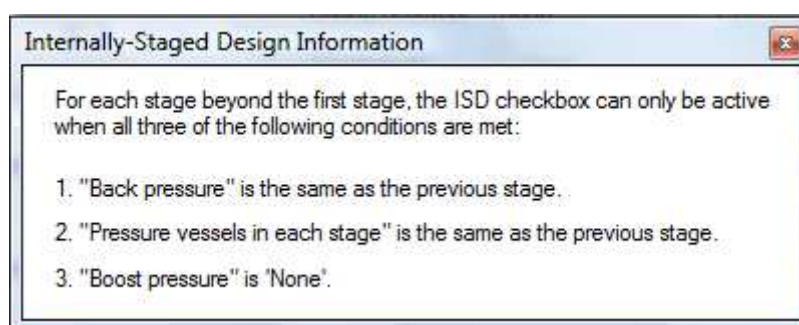 Internally-Staged Design Information
For each stage beyond the first stage, the ISD checkbox can only be active
when all three of the following conditions are met:
1. "Back pressure" is the same as the previous stage.
2. "Pressure vessels in each stage" is the same as the previous stage.
3. "Boost pressure" is 'None'.